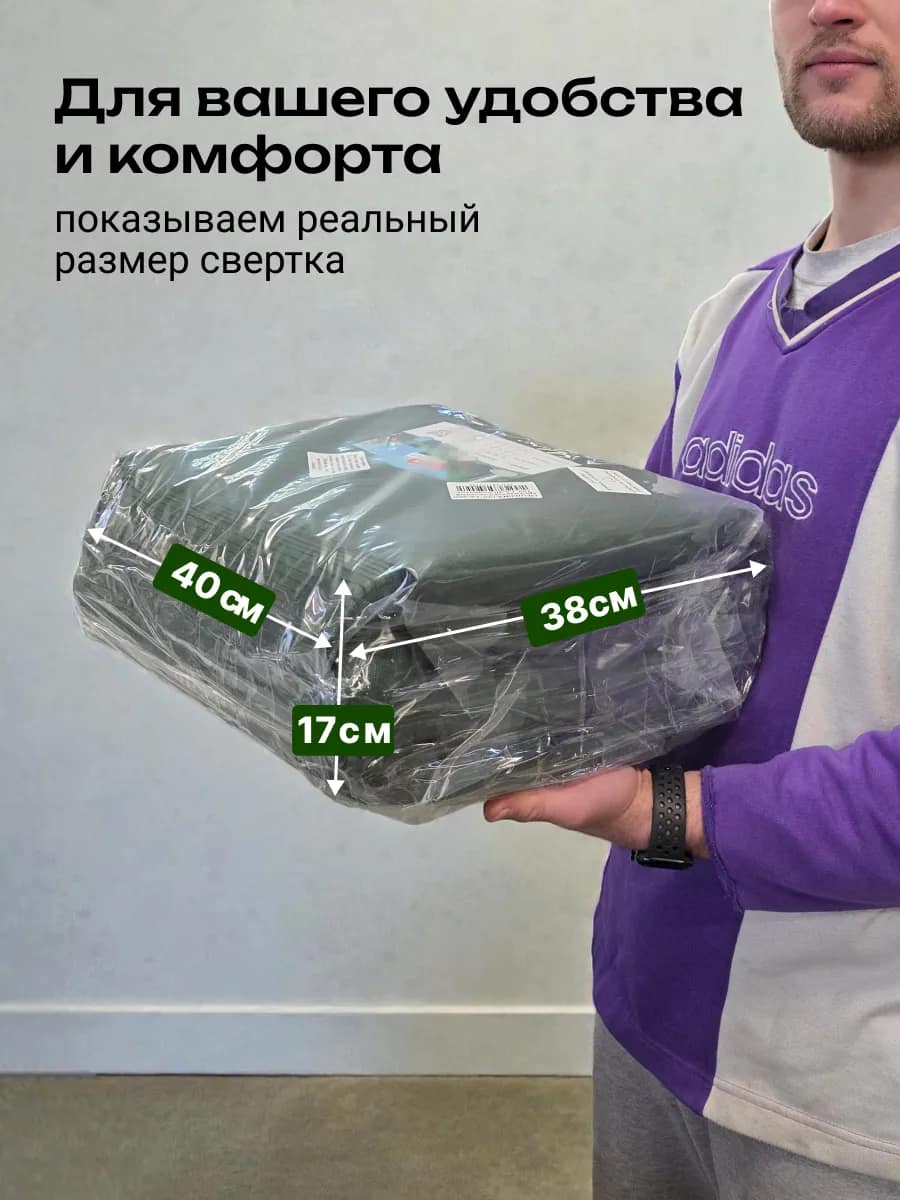 Для вашего удобства
и комфорта
показываем реальный
размер свертка
adidas
40 см
38см
17см